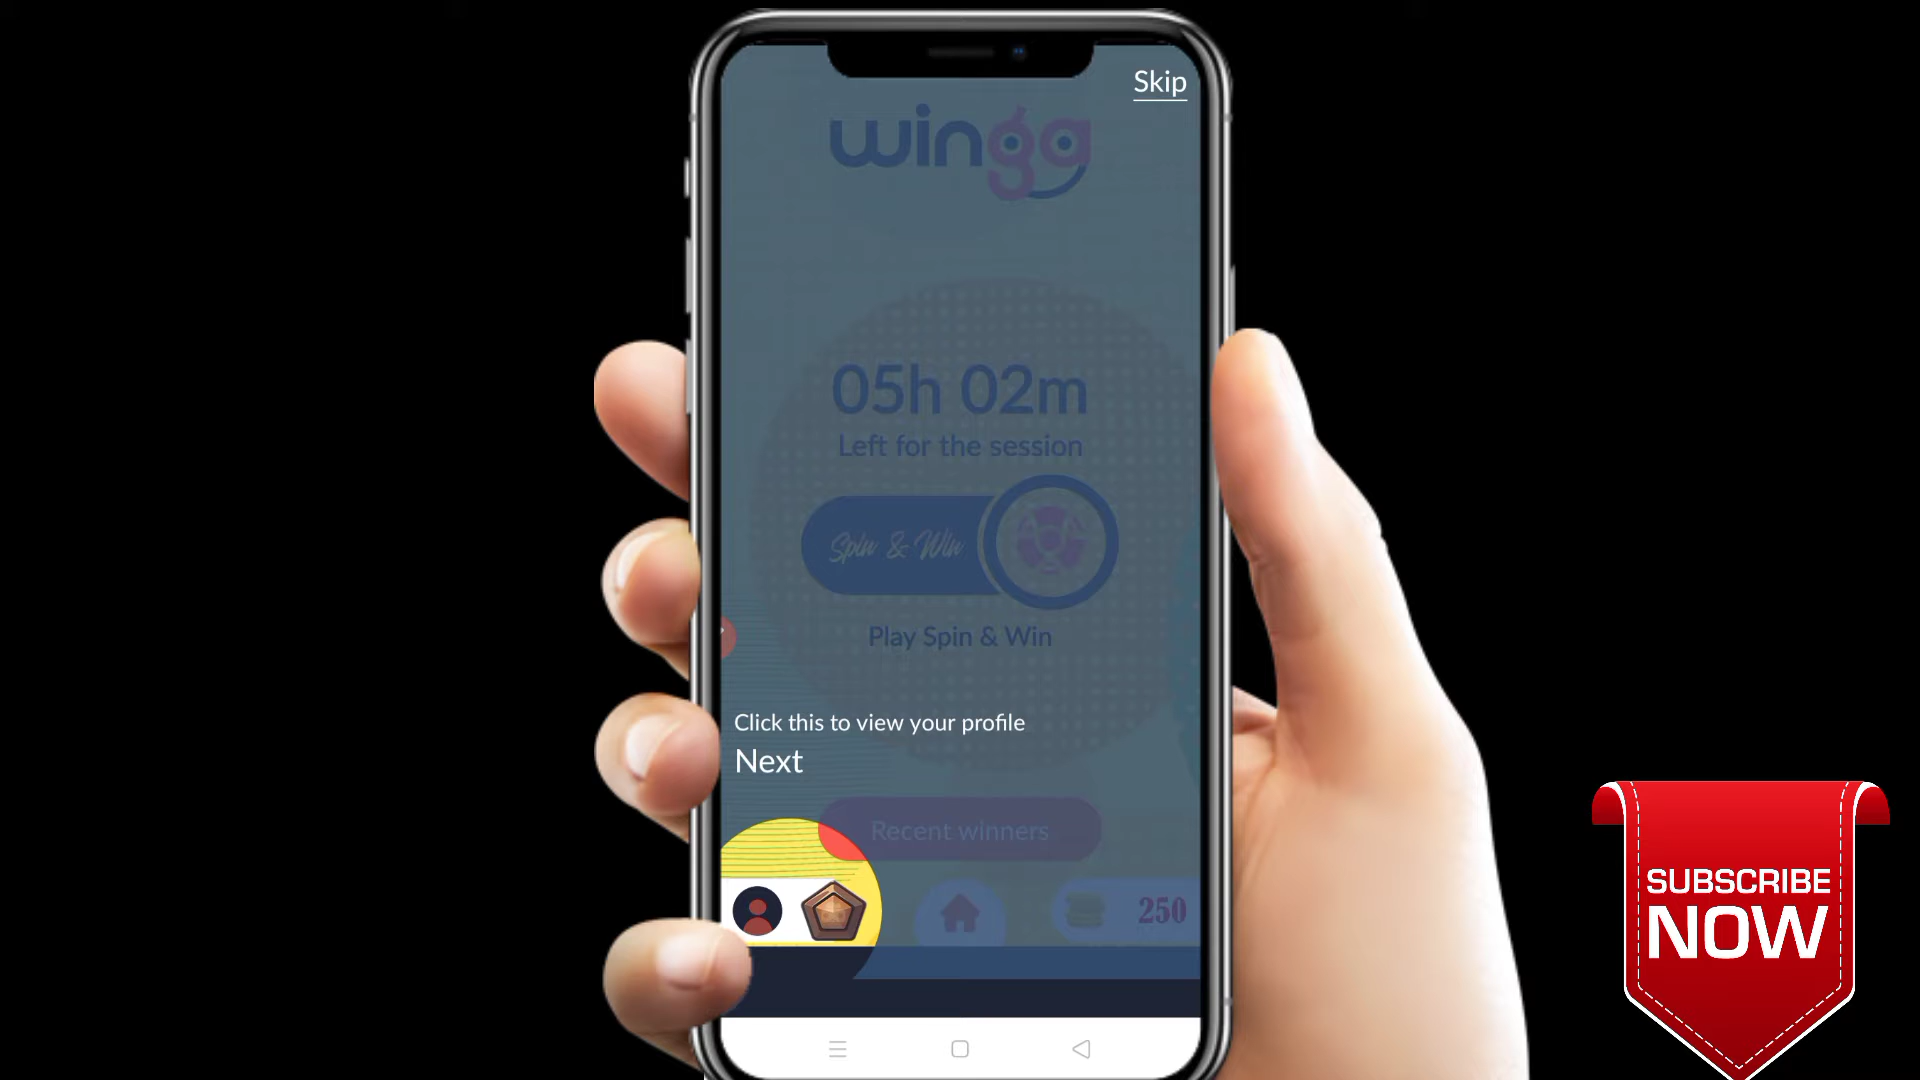 Skip
wingg
05h 02m
Left for the session
Spin & Win
Play Spin & Win
Click this to view your profile
Next
Recent winners
250
SUBSCRIBE
NOW